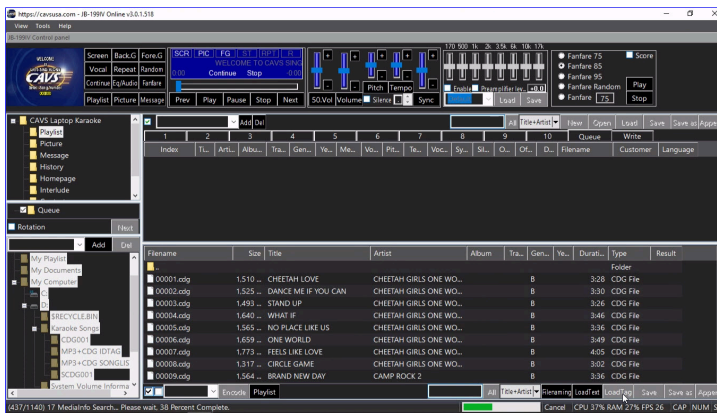 https://cavsusa.com - JB-199IV Online v3.0.1.518
View Tools Help
JB-199IV Control panel
WELCOME
CAVS
Screen Back.G Fore.G
Vocal Repeat Random
Continue Eq/Audio Fanfare
Playlist Picture Message
SCR PIC FG ST RPT R
WELCOME TO CAVS SING
0:00 Continue Stop -0:00
Prev Play Pause Stop Next
50.Vol Volume Silence Pitch Tempo Sync
170 500 1k 2k 3.5k 6k 10k 17k
Enable Preamplifier lev.. +0.0
Load Save
Fanfare 75
Fanfare 85
Fanfare 95
Fanfare Random
Fanfare 75
Score
Play
Stop
CAVS Laptop Karaoke
Playlist
Picture
Message
History
Homepage
Interlude
Queue
Rotation Next
Add Del
My Playlist
My Documents
My Computer
C:
D:
$RECYCLE.BIN
Karaoke Songs
CDG001
MP3+CDG IDTAG
MP3+CDG SONGLIS
SCDG001
System Volume Informa
Add Del All Title+Artist New Open Load Save Save as Appe
1 2 3 4 5 6 7 8 9 10 Queue Write
Index Ti... Arti... Albu... Tra... Gen... Ye... Me... Vo... Pit... Te... Voc... Sy... Sl... O... Of... D... Filename Customer Language
Filename Size Title Artist Album Tra... Gen... Ye... Durati... Type Result
.. Folder
00001.cdg 1,510 ... CHEETAH LOVE CHEETAH GIRLS ONE WO... B 3:28 CDG File
00002.cdg 1,525 ... DANCE ME IF YOU CAN CHEETAH GIRLS ONE WO... B 3:30 CDG File
00003.cdg 1,493 ... STAND UP CHEETAH GIRLS ONE WO... B 3:26 CDG File
00004.cdg 1,640 ... WHAT IF CHEETAH GIRLS ONE WO... B 3:46 CDG File
00005.cdg 1,565 ... NO PLACE LIKE US CHEETAH GIRLS ONE WO... B 3:36 CDG File
00006.cdg 1,659 ... ONE WORLD CHEETAH GIRLS ONE WO... B 3:49 CDG File
00007.cdg 1,773 ... FEELS LIKE LOVE CHEETAH GIRLS ONE WO... B 4:05 CDG File
00008.cdg 1,317 ... CIRCLE GAME CHEETAH GIRLS ONE WO... B 3:02 CDG File
00009.cdg 1,564 ... BRAND NEW DAY CAMP ROCK 2 B 3:36 CDG File
Encode Playlist All Title+Artist Filenaming LoadText LoadTag Save Save as Appe
(437/1140) 17 MediaInfo Search... Please wait. 38 Percent Complete. Cancel CPU 37% RAM 27% FPS 26 CAP NUM S